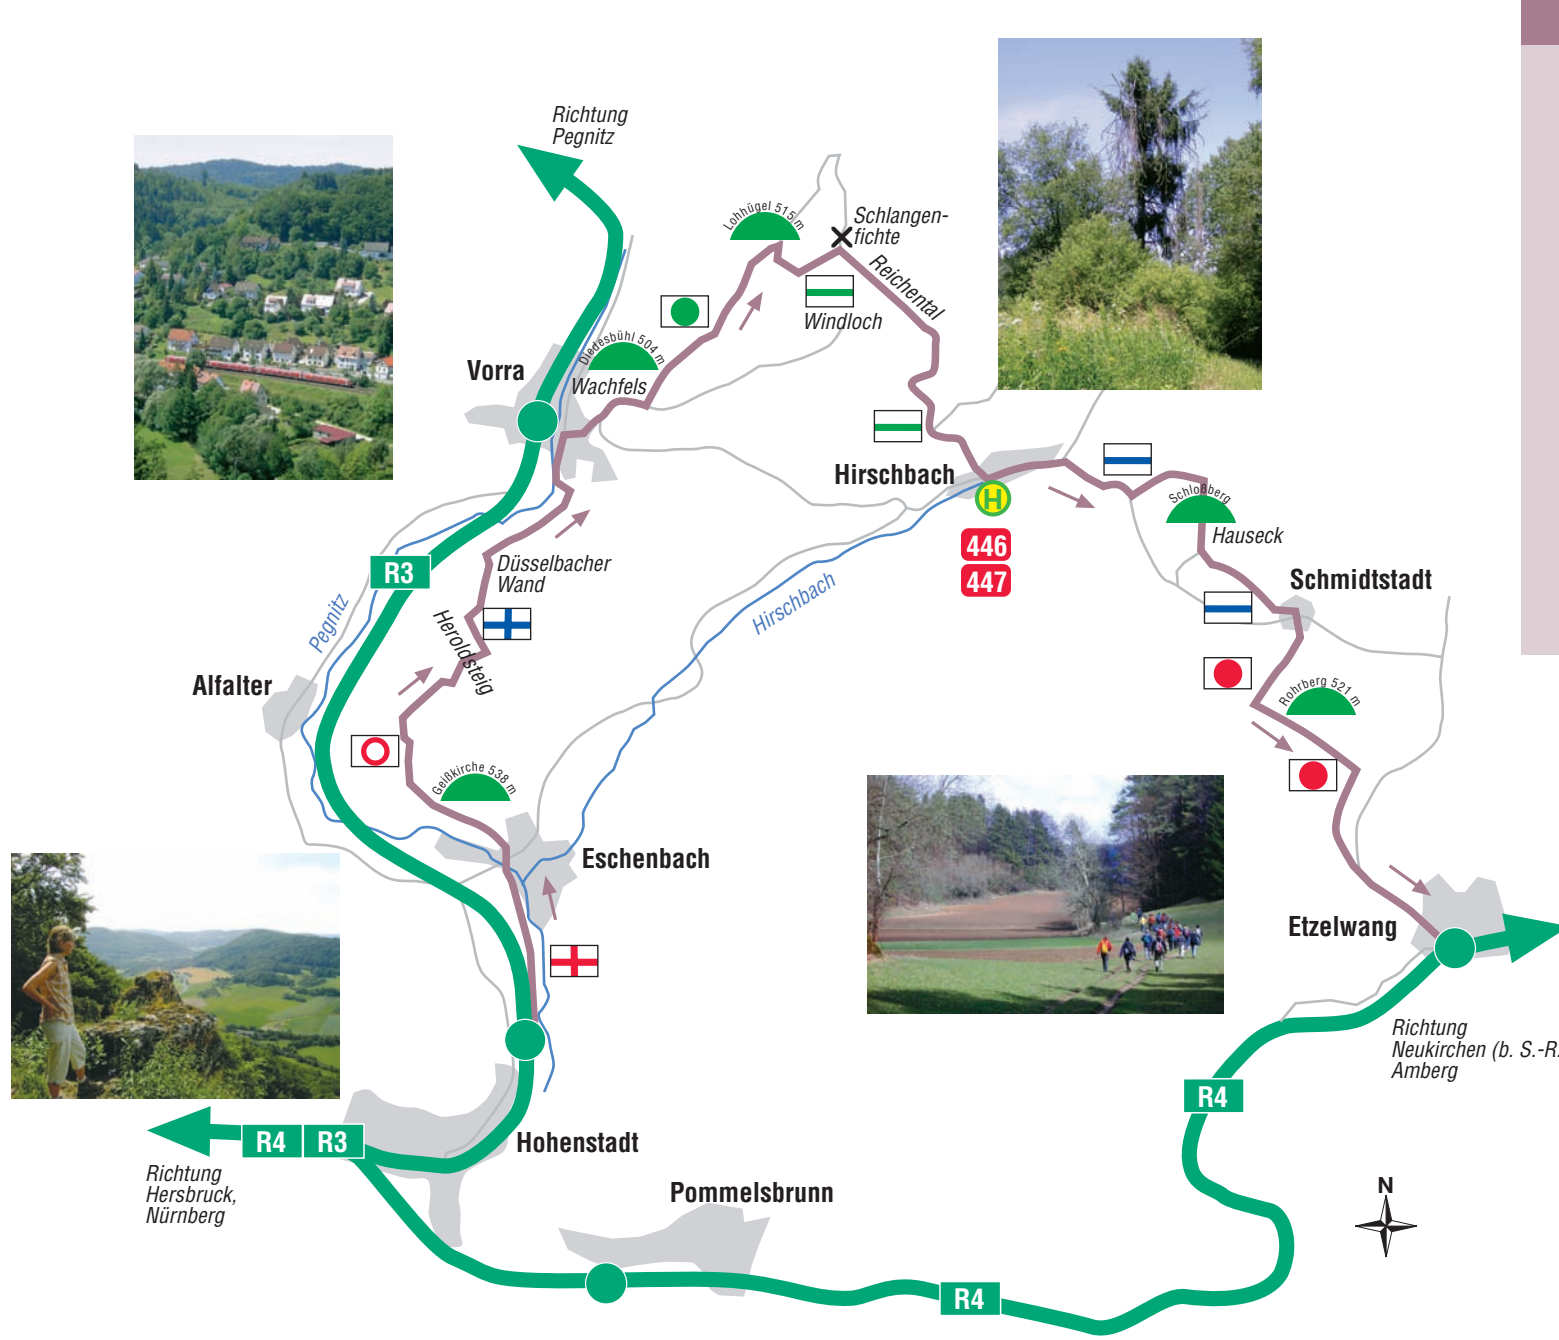 Richtung
Pegnitz
Lohhügel 515 m
Schlangen-
fichte
Reichental
Windloch
Diedesbühl 504 m
Vorra
Wachfels
Hirschbach
H
446
447
Schloßberg
Hauseck
Schmidtstadt
Düsselbacher
Wand
R3
Pegnitz
Heroldsteig
Hirschbach
Alfalter
Rohrberg 521 m
Geißkirche 538 m
Eschenbach
Etzelwang
Richtung
Neukirchen (b. S.-R.
Amberg
R4
R4
R3
Hohenstadt
Richtung
Hersbruck,
Nürnberg
Pommelsbrunn
N
R4